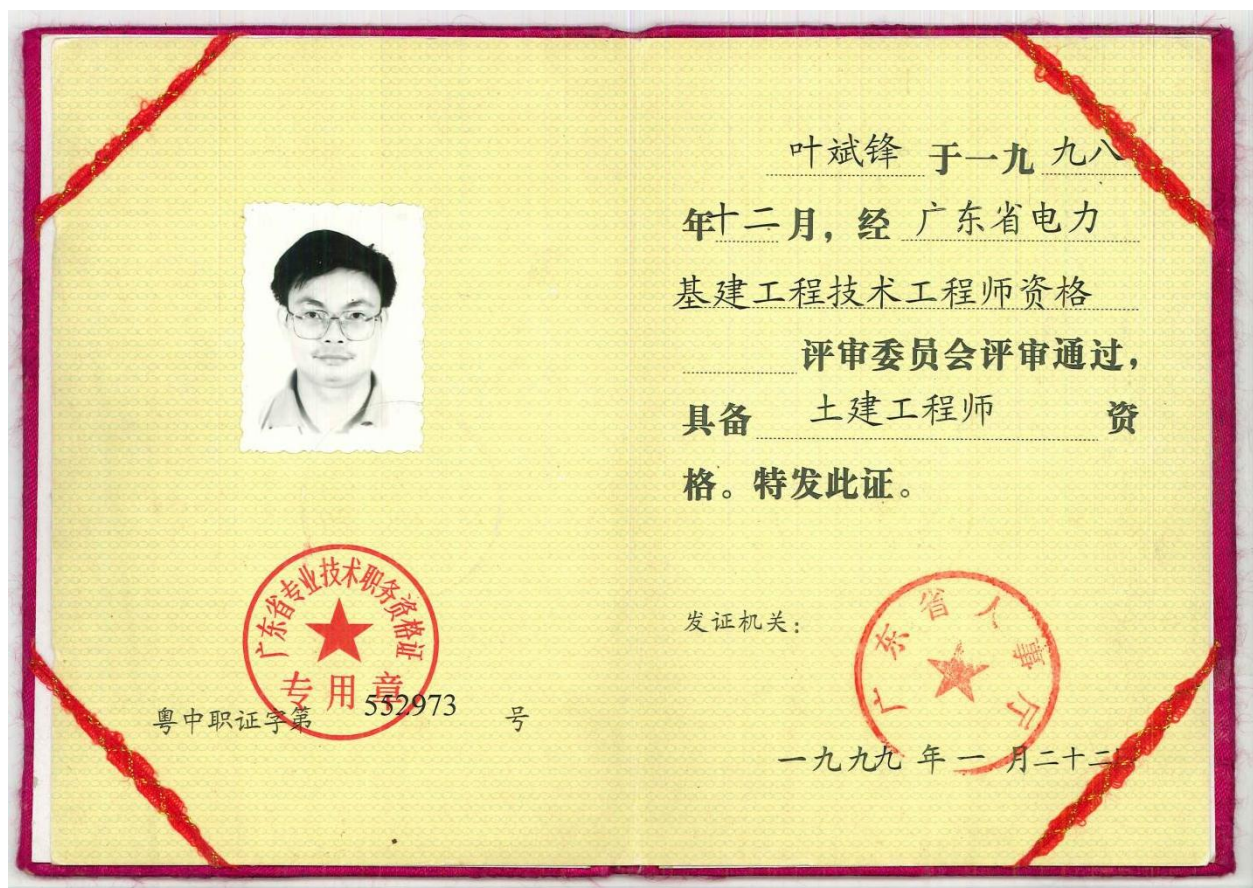 广东省专业技术职务资格证
专用章
粤中职证字第 552973 号
叶斌锋 于一九 九八
年十二月，经 广东省电力
基建工程技术工程师资格
评审委员会评审通过，
具备 土建工程师 资
格。特发此证。
发证机关：
广东省人事厅
一九九九年一月二十二日